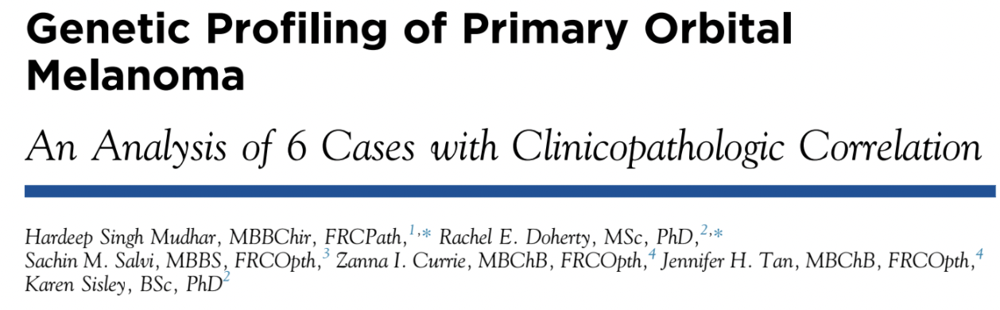 Genetic Profiling of Primary Orbital
Melanoma
An Analysis of 6 Cases with Clinicopathologic Correlation
Hardeep Singh Mudhar, MBBChir, FRCPath,1,* Rachel E. Doherty, MSc, PhD,2,*
Sachin M. Salvi, MBBS, FRCOpth,3 Zanna I. Currie, MBChB, FRCOpth,4 Jennifer H. Tan, MBChB, FRCOpth,4
Karen Sisley, BSc, PhD2